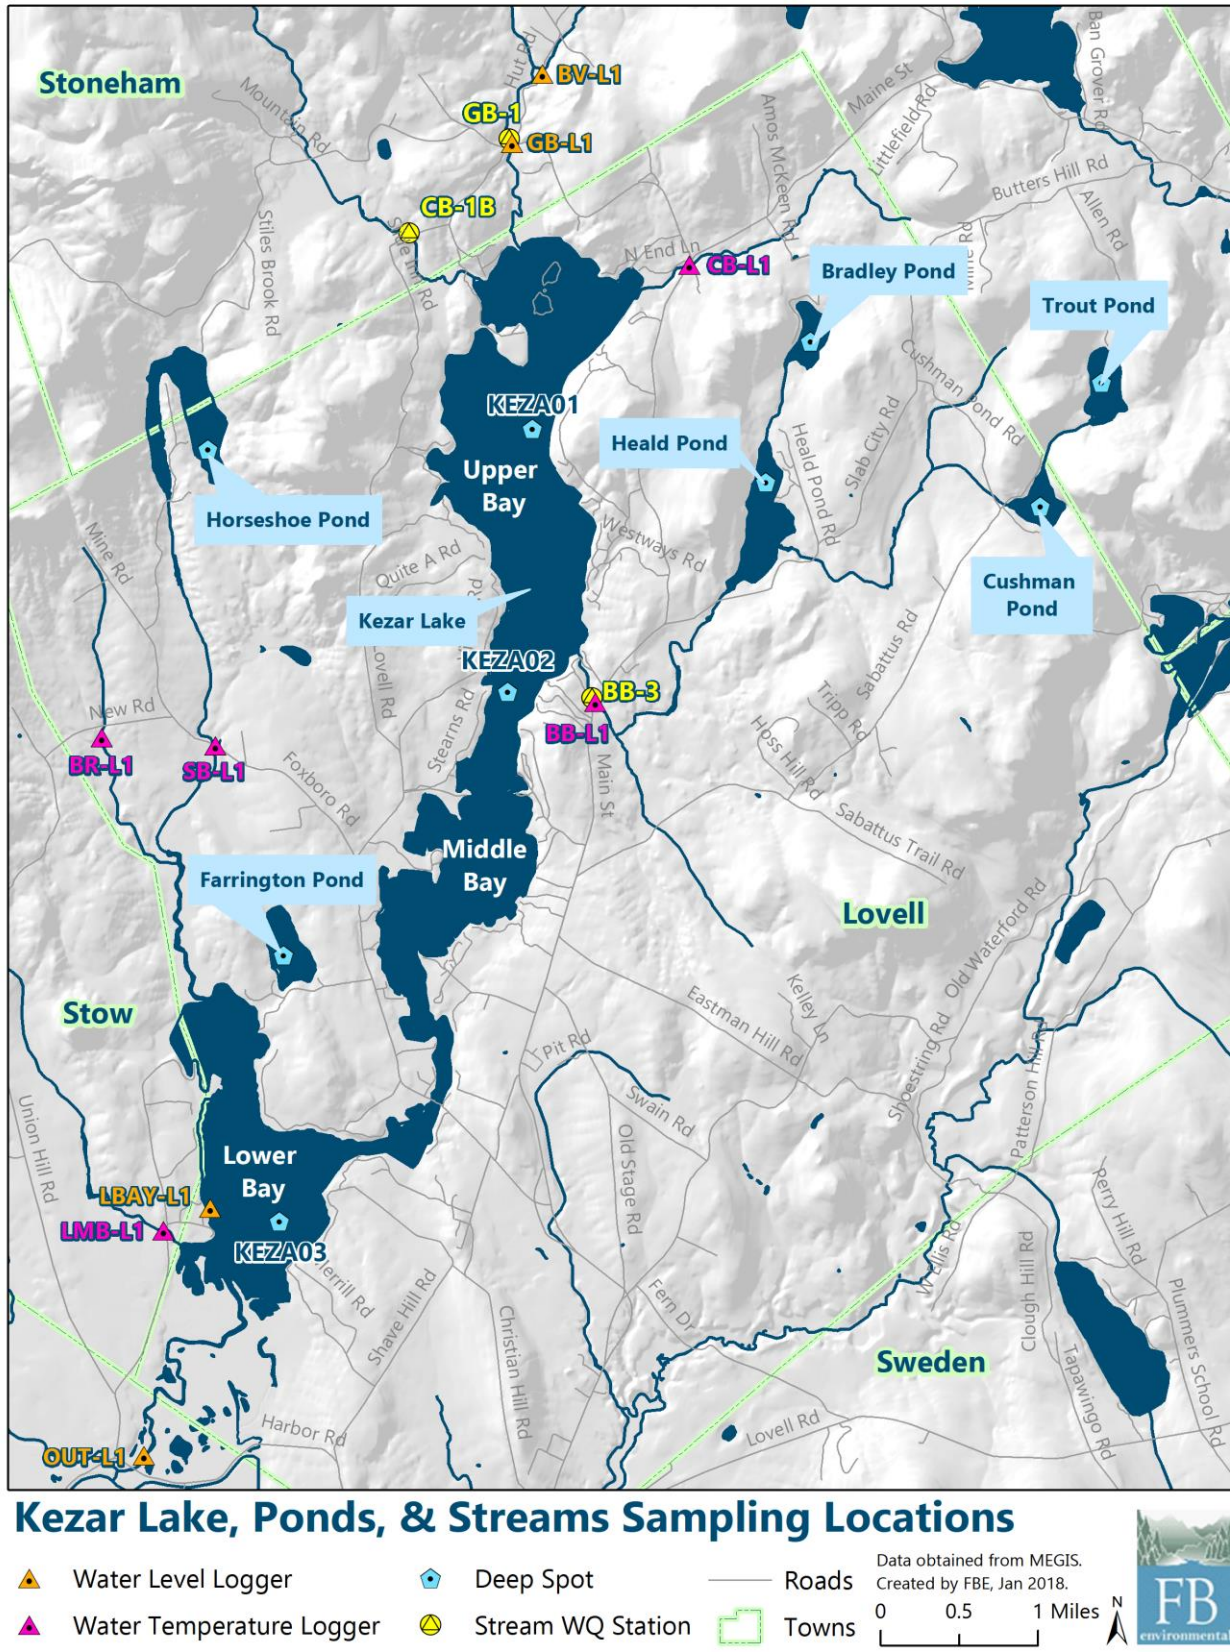 Stoneham
Hut Rd
BV-L1
Ban Grover Rd
Maine St
Mountain Rd
GB-1
GB-L1
Amos McKeen Rd
Littlefield Rd
Butters Hill Rd
Allen Rd
CB-1B
Stiles Brook Rd
N End Ln
CB-L1
Bradley Pond
Trout Pond
Cushman Pond Rd
KEZA01
Heald Pond
Slab City Rd
Heald Pond Rd
Upper
Bay
Horseshoe Pond
Mine Rd
Westways Rd
Quite A Rd
Kezar Lake
Cushman
Pond
KEZA02
Sabattus Rd
Lovell Rd
Stearns Rd
BB-3
BB-L1
Tripp Rd
New Rd
BR-L1
SB-L1
Foxboro Rd
Main St
Hoss Hill Rd
Sabattus Trail Rd
Middle
Bay
Farrington Pond
Lovell
Old Waterford Rd
Stow
Kelley Ln
Eastman Hill Rd
Pit Rd
Shoestring Rd
Patterson Hill Rd
Swain Rd
Union Hill Rd
Old Stage Rd
Lower
Bay
LBAY-L1
LMB-L1
KEZA03
Perry Hill Rd
W Ellis Rd
Clough Hill Rd
Merrill Rd
Shave Hill Rd
Fern Dr
Christian Hill Rd
Plummers School Rd
Sweden
Tapawingo Rd
Harbor Rd
Lovell Rd
OUT-L1
Kezar Lake, Ponds, & Streams Sampling Locations
Water Level Logger
Deep Spot
Roads
Water Temperature Logger
Stream WQ Station
Towns
Data obtained from MEGIS.
Created by FBE, Jan 2018.
0 0.5 1 Miles
N
FB
environmental